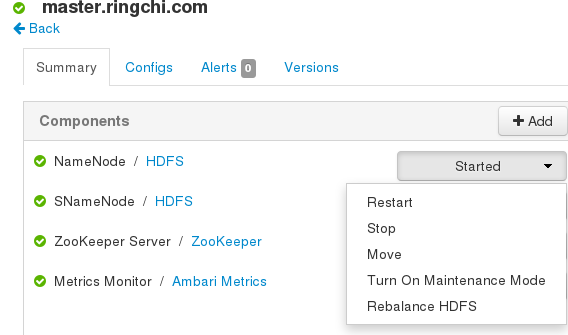 master.ringchi.com
Back
Summary Configs Alerts 0 Versions
Components + Add
NameNode / HDFS Started
SNameNode / HDFS
ZooKeeper Server / ZooKeeper
Metrics Monitor / Ambari Metrics
Restart
Stop
Move
Turn On Maintenance Mode
Rebalance HDFS